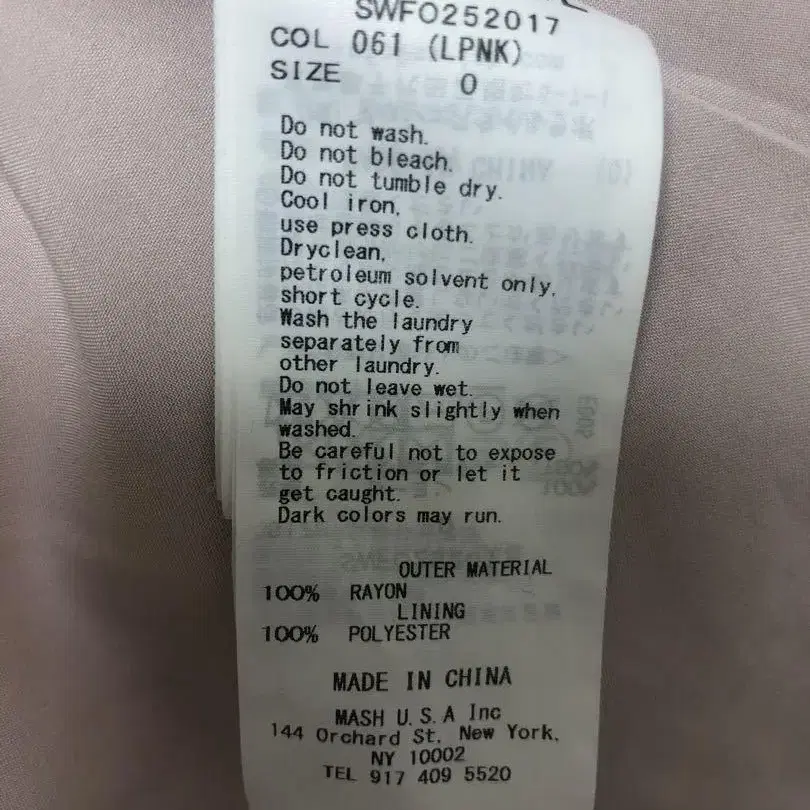 SWFO252017
COL 061 (LPNK)
SIZE 0
Do not wash.
Do not bleach.
Do not tumble dry.
Cool iron,
use press cloth.
Dryclean,
petroleum solvent only,
short cycle.
Wash the laundry
separately from
other laundry.
Do not leave wet.
May shrink slightly when
washed.
Be careful not to expose
to friction or let it
get caught.
Dark colors may run.
OUTER MATERIAL
100% RAYON
LINING
100% POLYESTER
MADE IN CHINA
MASH U.S.A Inc
144 Orchard St, New York,
NY 10002
TEL 917 409 5520